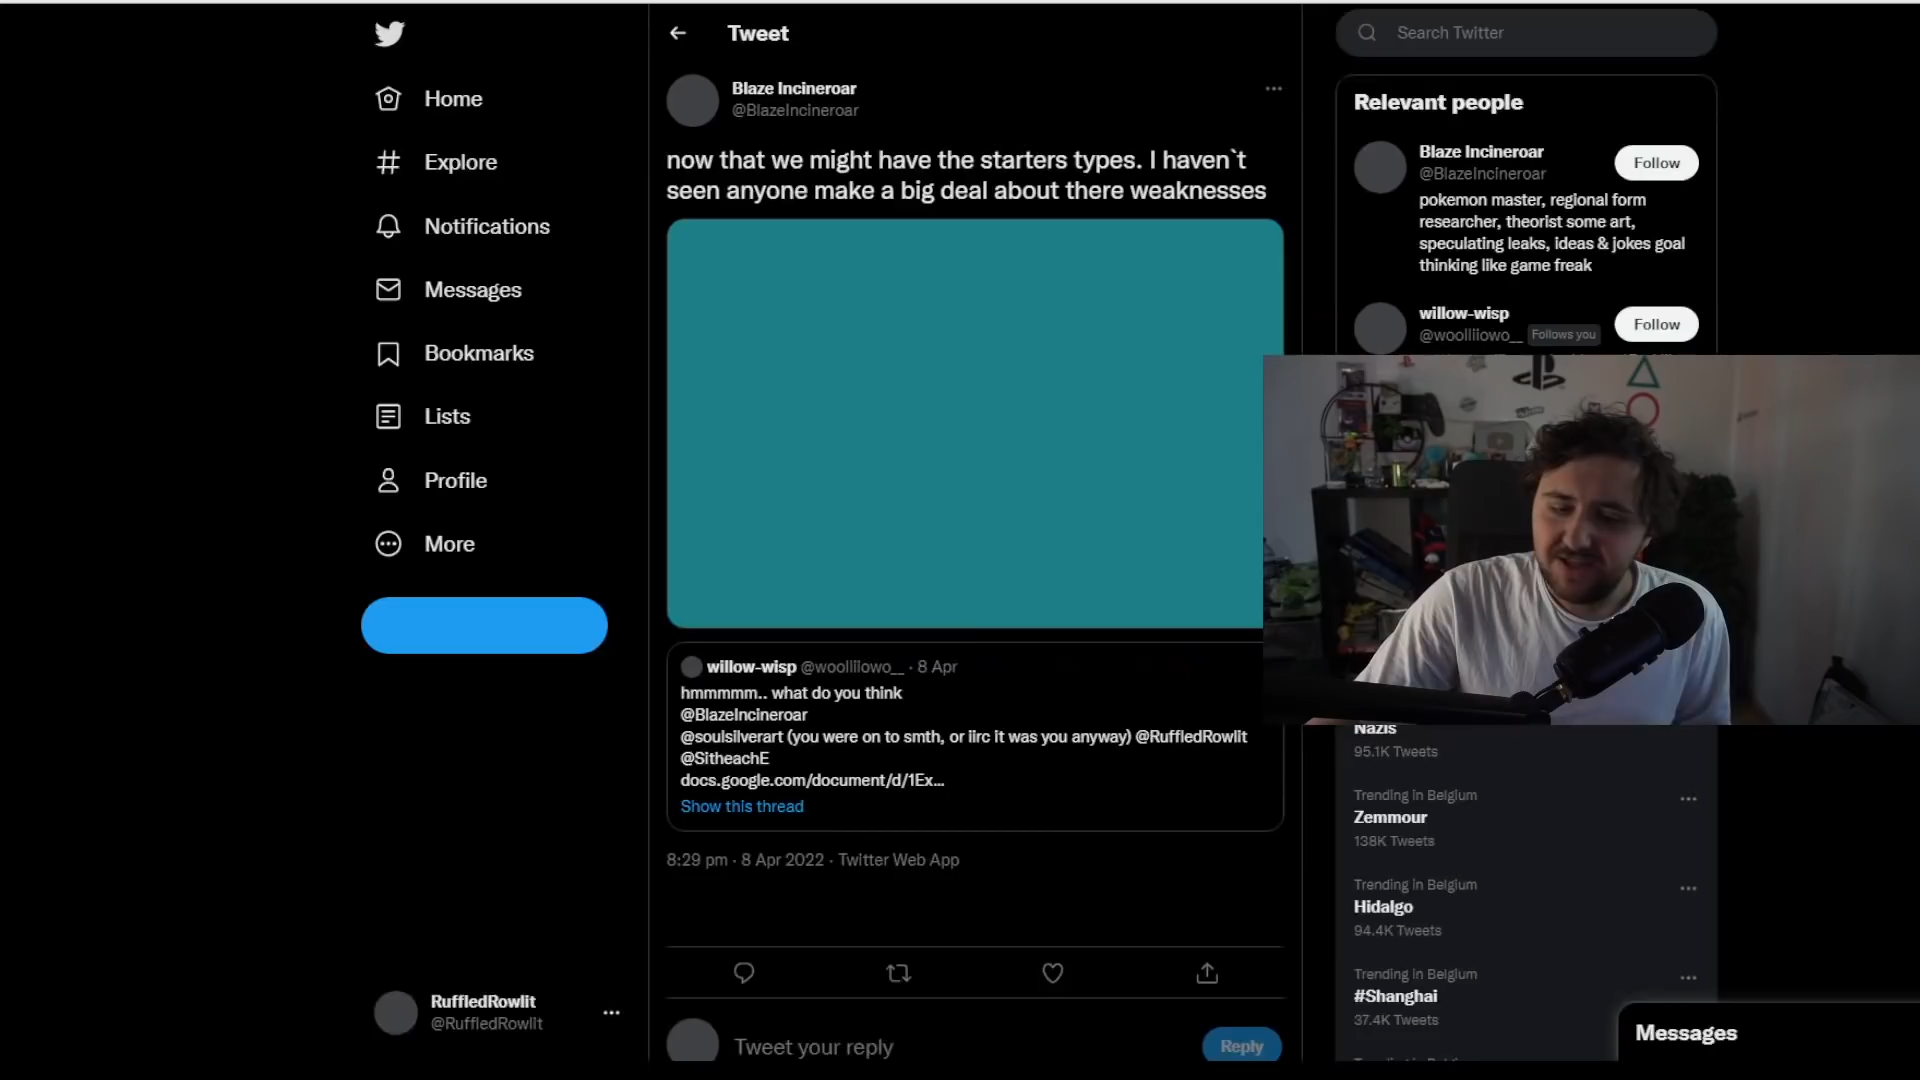 Home
Explore
Notifications
Messages
Bookmarks
Lists
Profile
More
RuffledRowlit
@RuffledRowlit
Tweet
Blaze Incineroar
@BlazeIncineroar
now that we might have the starters types. I haven`t
seen anyone make a big deal about there weaknesses
willow-wisp @woolliiowo__ · 8 Apr
hmmmmm.. what do you think
@BlazeIncineroar
@soulsilverart (you were on to smth, or iirc it was you anyway) @RuffledRowlit
@SitheachE
docs.google.com/document/d/1Ex...
Show this thread
8:29 pm · 8 Apr 2022 · Twitter Web App
Tweet your reply
Reply
Search Twitter
Relevant people
Blaze Incineroar
@BlazeIncineroar
Follow
pokemon master, regional form
researcher, theorist some art,
speculating leaks, ideas & jokes goal
thinking like game freak
willow-wisp
@woolliiowo__ Follows you
Follow
Nazis
95.1K Tweets
Trending in Belgium
Zemmour
138K Tweets
Trending in Belgium
Hidalgo
94.4K Tweets
Trending in Belgium
#Shanghai
37.4K Tweets
Messages